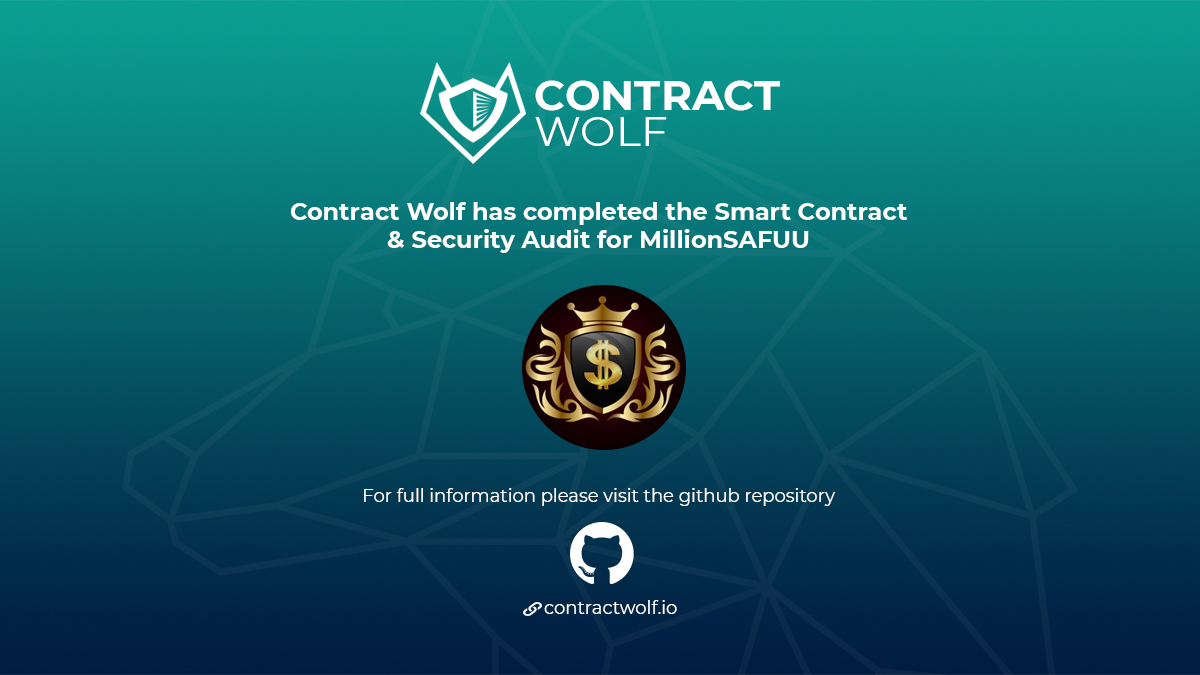 CONTRACT
WOLF
Contract Wolf has completed the Smart Contract
& Security Audit for MillionSAFUU
$
For full information please visit the github repository
contractwolf.io